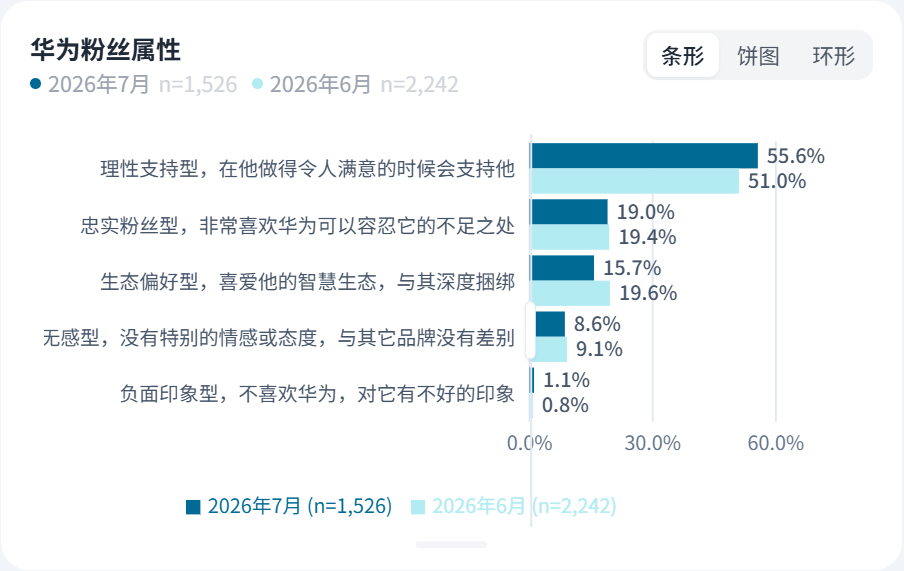 华为粉丝属性
2026年7月 n=1,526 2026年6月 n=2,242
条形 饼图 环形
理性支持型，在他做得令人满意的时候会支持他 55.6%
51.0%
忠实粉丝型，非常喜欢华为可以容忍它的不足之处 19.0%
19.4%
生态偏好型，喜爱他的智慧生态，与其深度捆绑 15.7%
19.6%
无感型，没有特别的情感或态度，与其它品牌没有差别 8.6%
9.1%
负面印象型，不喜欢华为，对它有不好的印象 1.1%
0.8%
0.0% 30.0% 60.0%
2026年7月 (n=1,526) 2026年6月 (n=2,242)